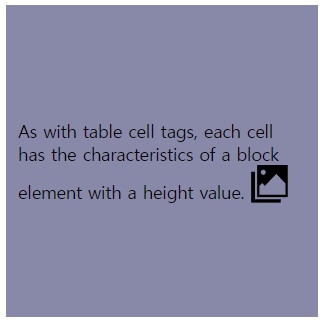 As with table cell tags, each cell
has the characteristics of a block
element with a height value.